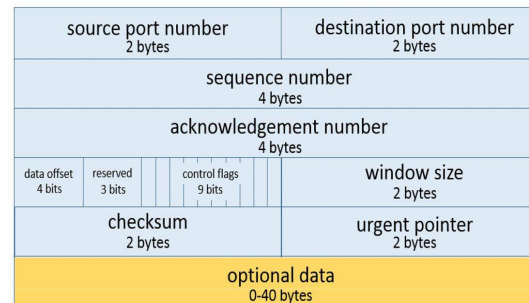 source port number destination port number
2 bytes 2 bytes
sequence number
4 bytes
acknowledgement number
4 bytes
data offset reserved control flags window size
4 bits 3 bits 9 bits 2 bytes
checksum urgent pointer
2 bytes 2 bytes
optional data
0-40 bytes